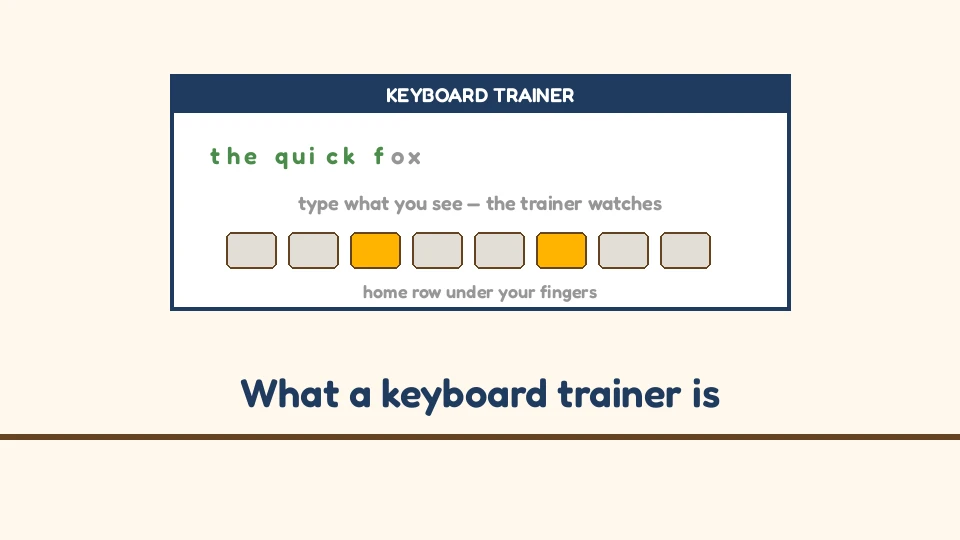 KEYBOARD TRAINER
the quick fox
type what you see — the trainer watches
home row under your fingers
What a keyboard trainer is